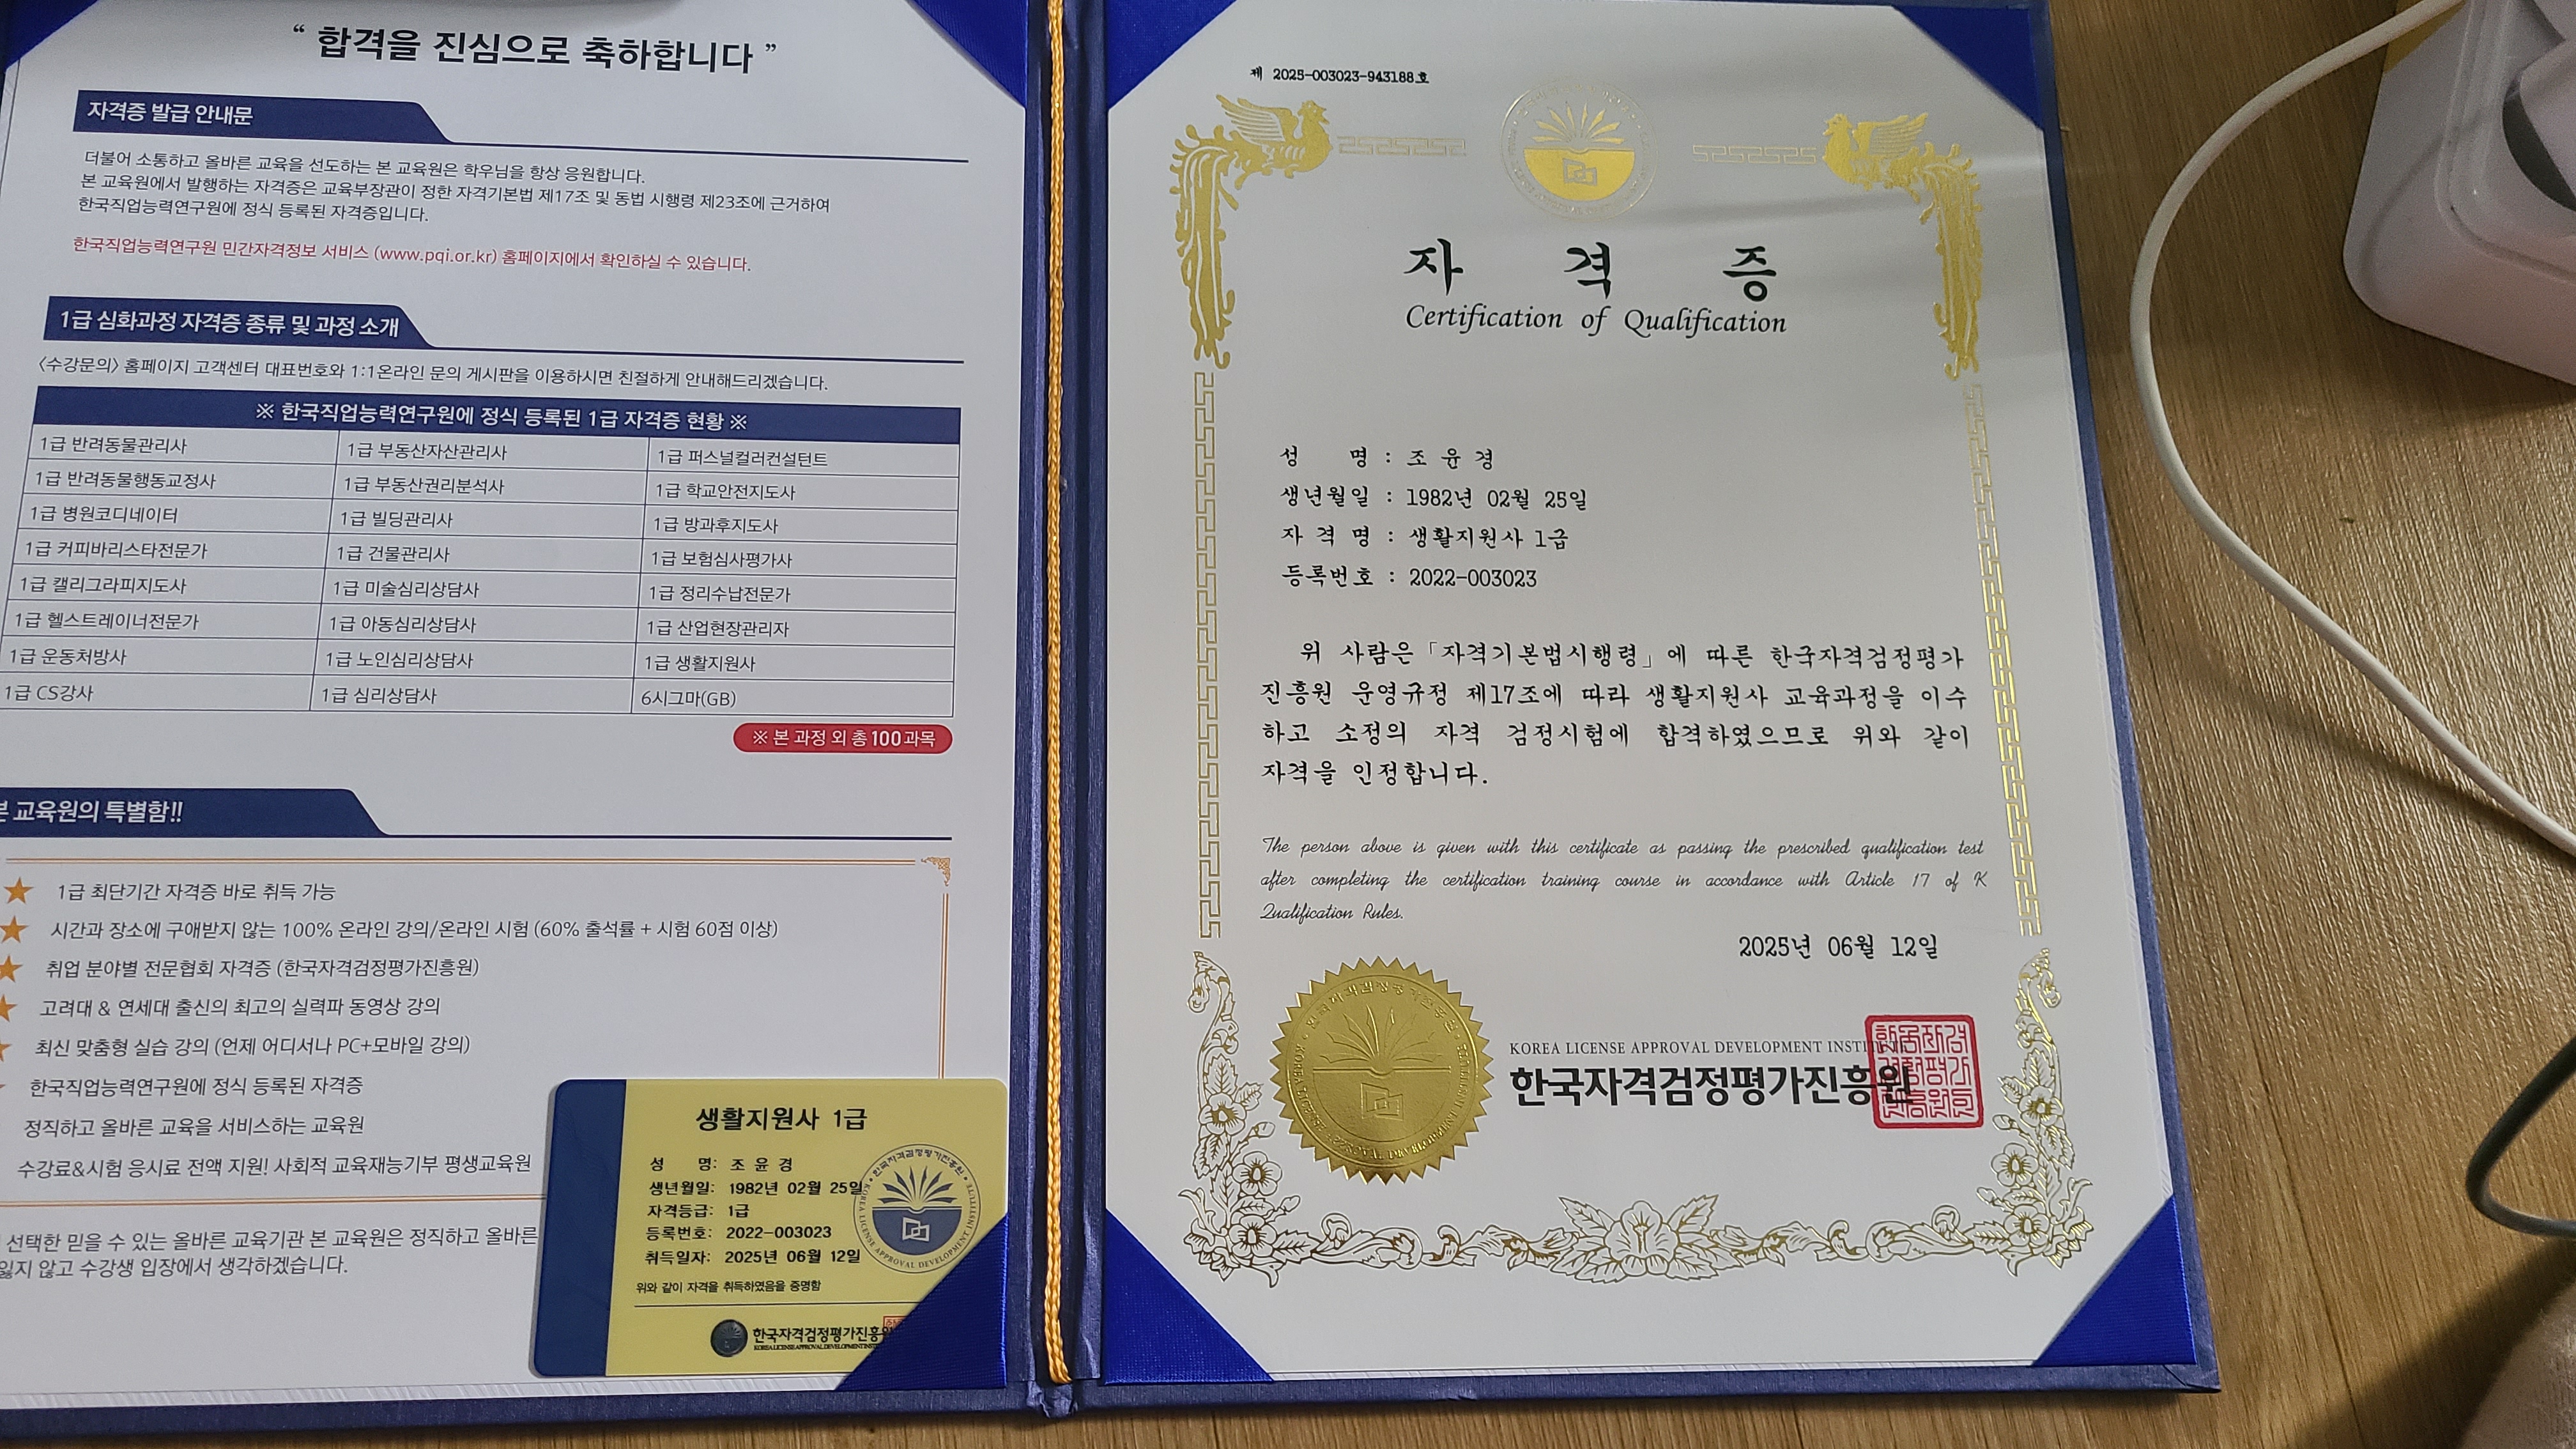 “ 합격을 진심으로 축하합니다 ”
자격증 발급 안내문
더불어 소통하고 올바른 교육을 선도하는 본 교육원은 학우님을 항상 응원합니다.
본 교육원에서 발행하는 자격증은 교육부장관이 정한 자격기본법 제17조 및 동법 시행령 제23조에 근거하여
한국직업능력연구원에 정식 등록된 자격증입니다.
한국직업능력연구원 민간자격정보 서비스 (www.pqi.or.kr) 홈페이지에서 확인하실 수 있습니다.
1급 심화과정 자격증 종류 및 과정 소개
<수강문의> 홈페이지 고객센터 대표번호와 1:1온라인 문의 게시판을 이용하시면 친절하게 안내해드리겠습니다.
※ 한국직업능력연구원에 정식 등록된 1급 자격증 현황 ※
1급 반려동물관리사 1급 부동산자산관리사 1급 퍼스널컬러컨설턴트
1급 반려동물행동교정사 1급 부동산권리분석사 1급 학교안전지도사
1급 병원코디네이터 1급 빌딩관리사 1급 방과후지도사
1급 커피바리스타전문가 1급 건물관리사 1급 보험심사평가사
1급 캘리그라피지도사 1급 미술심리상담사 1급 정리수납전문가
1급 헬스트레이너전문가 1급 아동심리상담사 1급 산업현장관리자
1급 운동처방사 1급 노인심리상담사 1급 생활지원사
1급 CS강사 1급 심리상담사 6시그마(GB)
※ 본 과정 외 총 100과목
본 교육원의 특별함!!
1급 최단기간 자격증 바로 취득 가능
시간과 장소에 구애받지 않는 100% 온라인 강의/온라인 시험 (60% 출석률 + 시험 60점 이상)
취업 분야별 전문협회 자격증 (한국자격검정평가진흥원)
고려대 & 연세대 출신의 최고의 실력파 동영상 강의
최신 맞춤형 실습 강의 (언제 어디서나 PC+모바일 강의)
한국직업능력연구원에 정식 등록된 자격증
정직하고 올바른 교육을 서비스하는 교육원
수강료&시험 응시료 전액 지원! 사회적 교육재능기부 평생교육원
선택한 믿을 수 있는 올바른 교육기관 본 교육원은 정직하고 올바른
잃지 않고 수강생 입장에서 생각하겠습니다.
생활지원사 1급
성 명: 조 윤 경
생년월일: 1982년 02월 25일
자격등급: 1급
등록번호: 2022-003023
취득일자: 2025년 06월 12일
위와 같이 자격을 취득하였음을 증명함
한국자격검정평가진흥원
제 2025-003023-943188호
자 격 증
Certification of Qualification
성 명 : 조 윤 경
생년월일 : 1982년 02월 25일
자 격 명 : 생활지원사 1급
등록번호 : 2022-003023
위 사람은 「자격기본법시행령」에 따른 한국자격검정평가
진흥원 운영규정 제17조에 따라 생활지원사 교육과정을 이수
하고 소정의 자격 검정시험에 합격하였으므로 위와 같이
자격을 인정합니다.
The person above is given with this certificate as passing the prescribed qualification test
after completing the certification training course in accordance with Article 17 of K
Qualification Rules.
2025년 06월 12일
KOREA LICENSE APPROVAL DEVELOPMENT INSTITUTE
한국자격검정평가진흥원